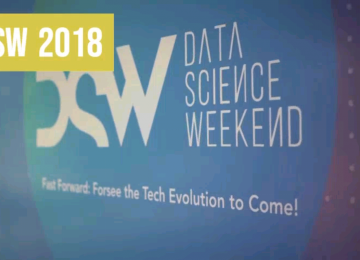 SW 2018
DSW
DATA
SCIENCE
WEEKEND
Fast Forward: Forsee the Tech Evolution to Come!